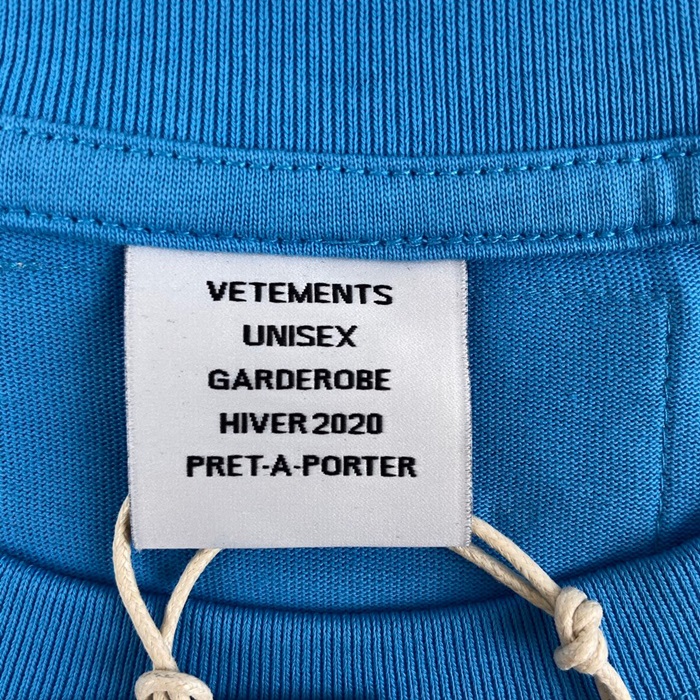 VETEMENTS
UNISEX
GARDEROBE
HIVER 2020
PRET-A-PORTER